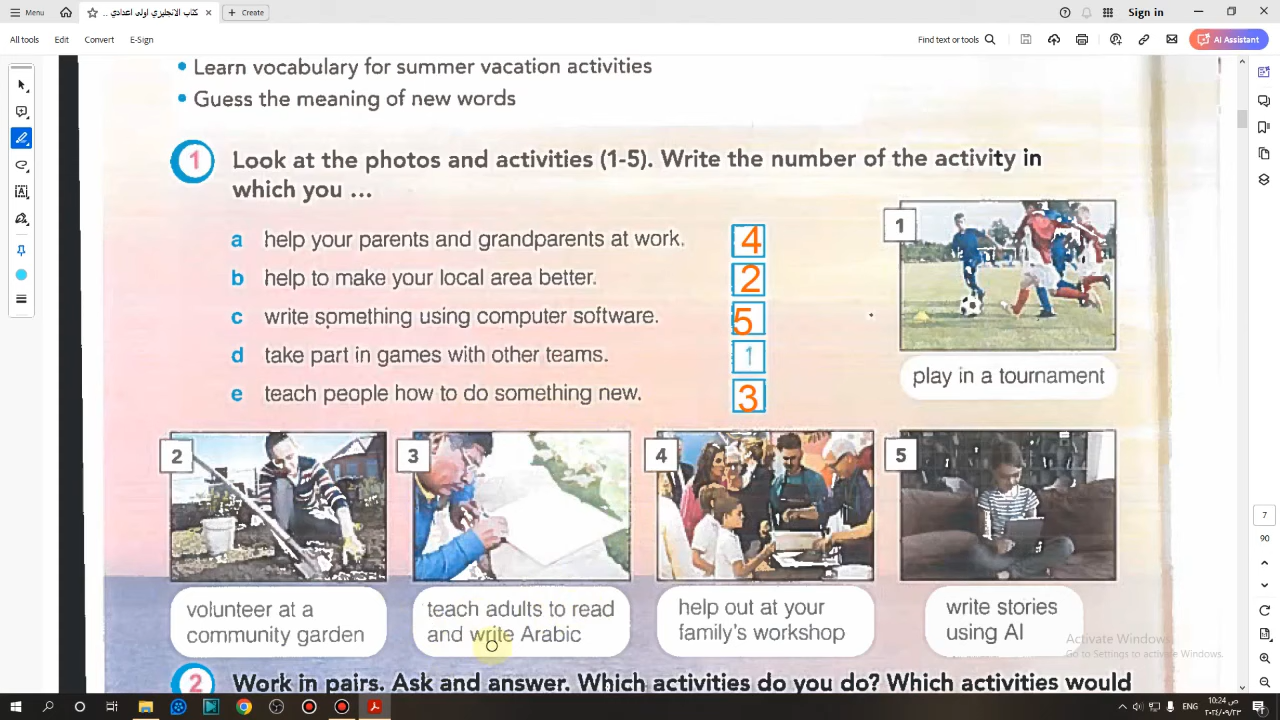 Menu
كتاب الانجليزي اولى اعدادي ..
Create
Sign in
All tools
Edit
Convert
E-Sign
Find text or tools
AI Assistant
• Learn vocabulary for summer vacation activities
• Guess the meaning of new words
1 Look at the photos and activities (1-5). Write the number of the activity in
which you ...
a help your parents and grandparents at work. 4
b help to make your local area better. 2
c write something using computer software. 5
d take part in games with other teams. 1
e teach people how to do something new. 3
1
play in a tournament
2
volunteer at a
community garden
3
teach adults to read
and write Arabic
4
help out at your
family's workshop
5
write stories
using AI
2 Work in pairs. Ask and answer. Which activities do you do? Which activities would
7
90
Activate Windows
Go to Settings to activate Windows.
ENG
10:24 ص
٢٠٢٤/٠٩/٢٣